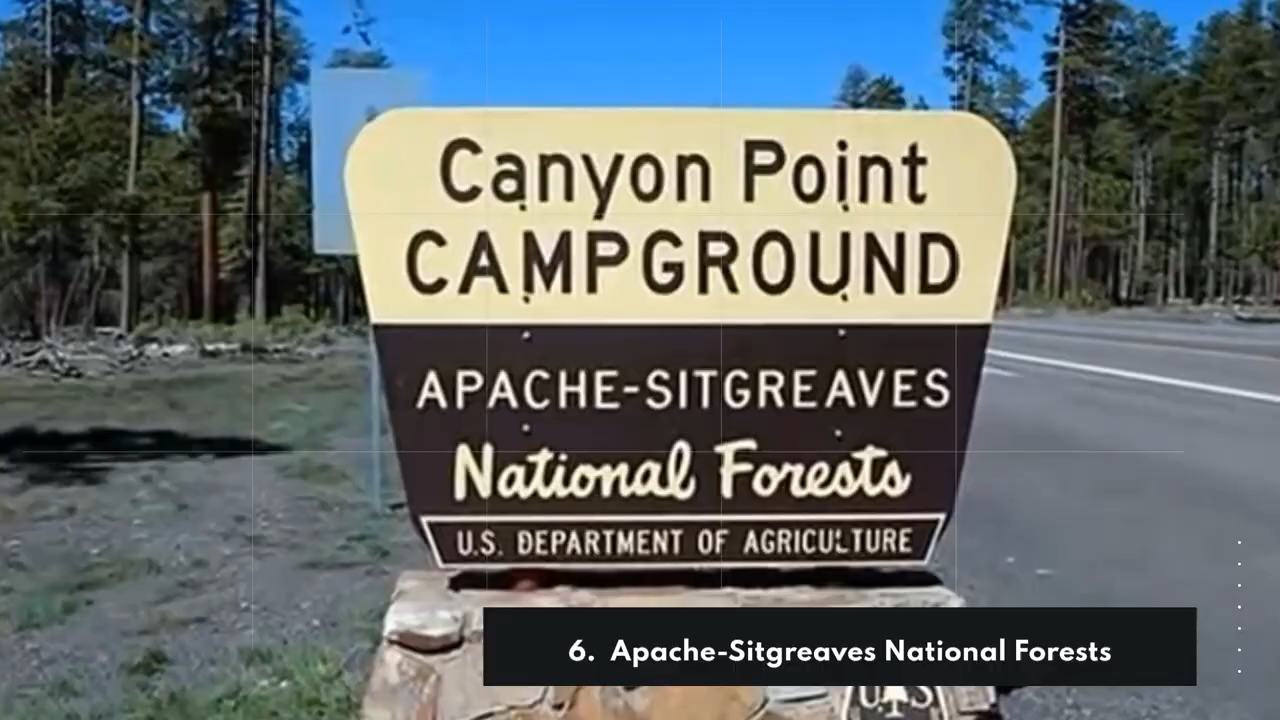 Canyon Point
CAMPGROUND
APACHE-SITGREAVES
National Forests
U.S. DEPARTMENT OF AGRICULTURE
6. Apache-Sitgreaves National Forests
U S